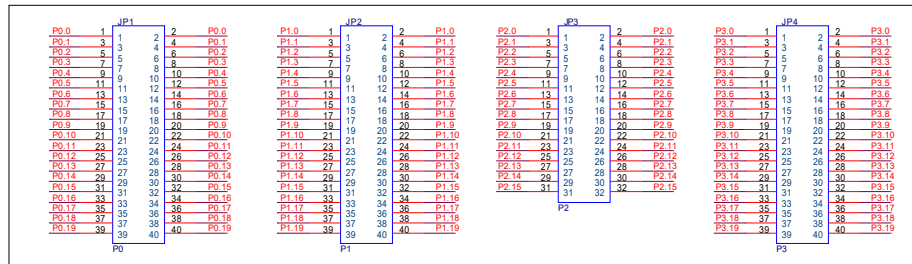 JP1
P0.0 1 1 2 2 P0.0
P0.1 3 3 4 4 P0.1
P0.2 5 5 6 6 P0.2
P0.3 7 7 8 8 P0.3
P0.4 9 9 10 10 P0.4
P0.5 11 11 12 12 P0.5
P0.6 13 13 14 14 P0.6
P0.7 15 15 16 16 P0.7
P0.8 17 17 18 18 P0.8
P0.9 19 19 20 20 P0.9
P0.10 21 21 22 22 P0.10
P0.11 23 23 24 24 P0.11
P0.12 25 25 26 26 P0.12
P0.13 27 27 28 28 P0.13
P0.14 29 29 30 30 P0.14
P0.15 31 31 32 32 P0.15
P0.16 33 33 34 34 P0.16
P0.17 35 35 36 36 P0.17
P0.18 37 37 38 38 P0.18
P0.19 39 39 40 40 P0.19
P0
JP2
P1.0 1 1 2 2 P1.0
P1.1 3 3 4 4 P1.1
P1.2 5 5 6 6 P1.2
P1.3 7 7 8 8 P1.3
P1.4 9 9 10 10 P1.4
P1.5 11 11 12 12 P1.5
P1.6 13 13 14 14 P1.6
P1.7 15 15 16 16 P1.7
P1.8 17 17 18 18 P1.8
P1.9 19 19 20 20 P1.9
P1.10 21 21 22 22 P1.10
P1.11 23 23 24 24 P1.11
P1.12 25 25 26 26 P1.12
P1.13 27 27 28 28 P1.13
P1.14 29 29 30 30 P1.14
P1.15 31 31 32 32 P1.15
P1.16 33 33 34 34 P1.16
P1.17 35 35 36 36 P1.17
P1.18 37 37 38 38 P1.18
P1.19 39 39 40 40 P1.19
P1
JP3
P2.0 1 1 2 2 P2.0
P2.1 3 3 4 4 P2.1
P2.2 5 5 6 6 P2.2
P2.3 7 7 8 8 P2.3
P2.4 9 9 10 10 P2.4
P2.5 11 11 12 12 P2.5
P2.6 13 13 14 14 P2.6
P2.7 15 15 16 16 P2.7
P2.8 17 17 18 18 P2.8
P2.9 19 19 20 20 P2.9
P2.10 21 21 22 22 P2.10
P2.11 23 23 24 24 P2.11
P2.12 25 25 26 26 P2.12
P2.13 27 27 28 28 P2.13
P2.14 29 29 30 30 P2.14
P2.15 31 31 32 32 P2.15
P2
JP4
P3.0 1 1 2 2 P3.0
P3.1 3 3 4 4 P3.1
P3.2 5 5 6 6 P3.2
P3.3 7 7 8 8 P3.3
P3.4 9 9 10 10 P3.4
P3.5 11 11 12 12 P3.5
P3.6 13 13 14 14 P3.6
P3.7 15 15 16 16 P3.7
P3.8 17 17 18 18 P3.8
P3.9 19 19 20 20 P3.9
P3.10 21 21 22 22 P3.10
P3.11 23 23 24 24 P3.11
P3.12 25 25 26 26 P3.12
P3.13 27 27 28 28 P3.13
P3.14 29 29 30 30 P3.14
P3.15 31 31 32 32 P3.15
P3.16 33 33 34 34 P3.16
P3.17 35 35 36 36 P3.17
P3.18 37 37 38 38 P3.18
P3.19 39 39 40 40 P3.19
P3